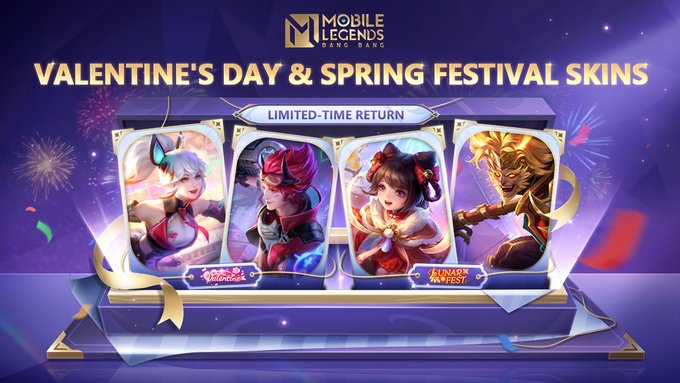 MOBILE
LEGENDS
BANG BANG
VALENTINE'S DAY & SPRING FESTIVAL SKINS
LIMITED-TIME RETURN
Valentine
LUNAR
FEST